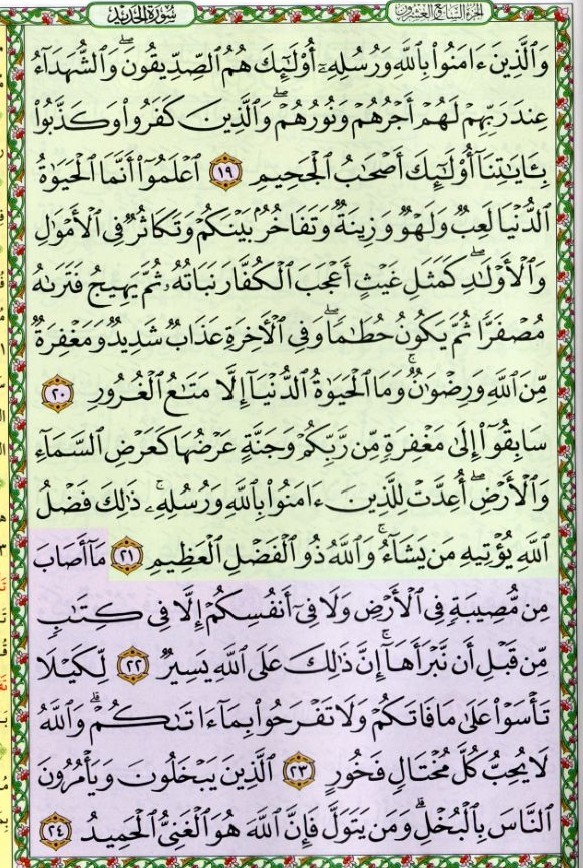 الجزء السابع والعشرون
سورة الحديد
وَٱلَّذِينَ ءَامَنُوا۟ بِٱللَّهِ وَرُسُلِهِۦٓ أُو۟لَٰٓئِكَ هُمُ ٱلصِّدِّيقُونَ ۖ وَٱلشُّهَدَآءُ
عِندَ رَبِّهِمْ لَهُمْ أَجْرُهُمْ وَنُورُهُمْ ۖ وَٱلَّذِينَ كَفَرُوا۟ وَكَذَّبُوا۟
بِـَٔايَٰتِنَآ أُو۟لَٰٓئِكَ أَصْحَٰبُ ٱلْجَحِيمِ ١٩ ٱعْلَمُوٓا۟ أَنَّمَا ٱلْحَيَوٰةُ
ٱلدُّنْيَا لَعِبٌ وَلَهْوٌ وَزِينَةٌ وَتَفَاخُرٌۢ بَيْنَكُمْ وَتَكَاثُرٌ فِى ٱلْأَمْوَٰلِ
وَٱلْأَوْلَٰدِ ۖ كَمَثَلِ غَيْثٍ أَعْجَبَ ٱلْكُفَّارَ نَبَاتُهُۥ ثُمَّ يَهِيجُ فَتَرَىٰهُ
مُصْفَرًّا ثُمَّ يَكُونُ حُطَٰمًا ۖ وَفِى ٱلْـَٔاخِرَةِ عَذَابٌ شَدِيدٌ وَمَغْفِرَةٌ
مِّنَ ٱللَّهِ وَرِضْوَٰنٌ ۚ وَمَا ٱلْحَيَوٰةُ ٱلدُّنْيَآ إِلَّا مَتَٰعُ ٱلْغُرُورِ ٢٠
سَابِقُوٓا۟ إِلَىٰ مَغْفِرَةٍ مِّن رَّبِّكُمْ وَجَنَّةٍ عَرْضُهَا كَعَرْضِ ٱلسَّمَآءِ
وَٱلْأَرْضِ ۖ أُعِدَّتْ لِلَّذِينَ ءَامَنُوا۟ بِٱللَّهِ وَرُسُلِهِۦ ۚ ذَٰلِكَ فَضْلُ
ٱللَّهِ يُؤْتِيهِ مَن يَشَآءُ ۚ وَٱللَّهُ ذُو ٱلْفَضْلِ ٱلْعَظِيمِ ٢١ مَآ أَصَابَ
مِن مُّصِيبَةٍ فِى ٱلْأَرْضِ وَلَا فِىٓ أَنفُسِكُمْ إِلَّا فِى كِتَٰبٍ
مِّن قَبْلِ أَن نَّبْرَأَهَآ ۚ إِنَّ ذَٰلِكَ عَلَى ٱللَّهِ يَسِيرٌ ٢٢ لِّكَيْلَا
تَأْسَوْا۟ عَلَىٰ مَا فَاتَكُمْ وَلَا تَفْرَحُوا۟ بِمَآ ءَاتَىٰكُمْ ۗ وَٱللَّهُ
لَا يُحِبُّ كُلَّ مُخْتَالٍ فَخُورٍ ٢٣ ٱلَّذِينَ يَبْخَلُونَ وَيَأْمُرُونَ
ٱلنَّاسَ بِٱلْبُخْلِ ۗ وَمَن يَتَوَلَّ فَإِنَّ ٱللَّهَ هُوَ ٱلْغَنِىُّ ٱلْحَمِيدُ ٢٤